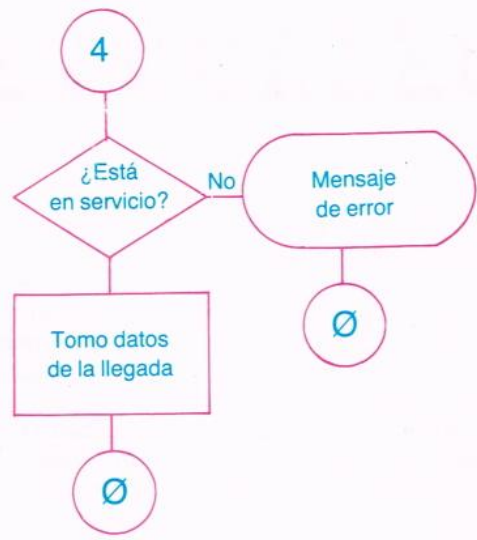 4
¿Está
en servicio?
No
Mensaje
de error
Ø
Tomo datos
de la llegada
Ø